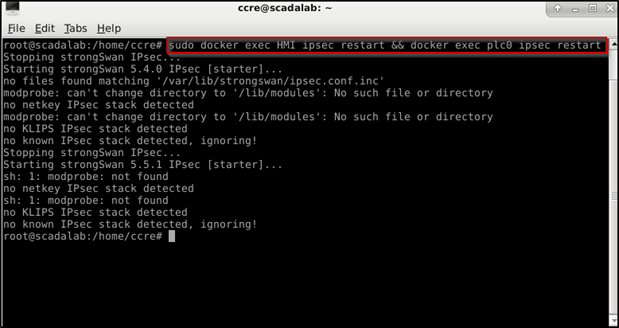 ccre@scadalab: ~
File Edit Tabs Help
root@scadalab:/home/ccre# sudo docker exec HMI ipsec restart && docker exec plc0 ipsec restart
Stopping strongSwan IPsec...
Starting strongSwan 5.4.0 IPsec [starter]...
no files found matching '/var/lib/strongswan/ipsec.conf.inc'
modprobe: can't change directory to '/lib/modules': No such file or directory
no netkey IPsec stack detected
modprobe: can't change directory to '/lib/modules': No such file or directory
no KLIPS IPsec stack detected
no known IPsec stack detected, ignoring!
Stopping strongSwan IPsec...
Starting strongSwan 5.5.1 IPsec [starter]...
sh: 1: modprobe: not found
no netkey IPsec stack detected
sh: 1: modprobe: not found
no KLIPS IPsec stack detected
no known IPsec stack detected, ignoring!
root@scadalab:/home/ccre#